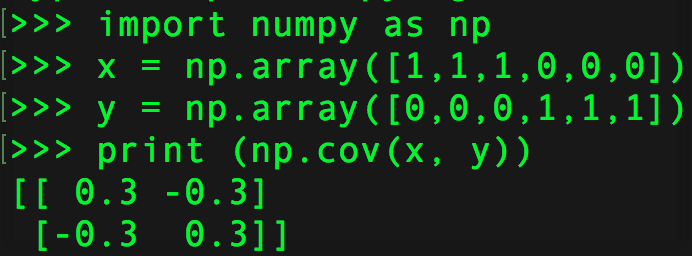 >>> import numpy as np
>>> x = np.array([1,1,1,0,0,0])
>>> y = np.array([0,0,0,1,1,1])
>>> print (np.cov(x, y))
[[ 0.3 -0.3]
 [-0.3  0.3]]